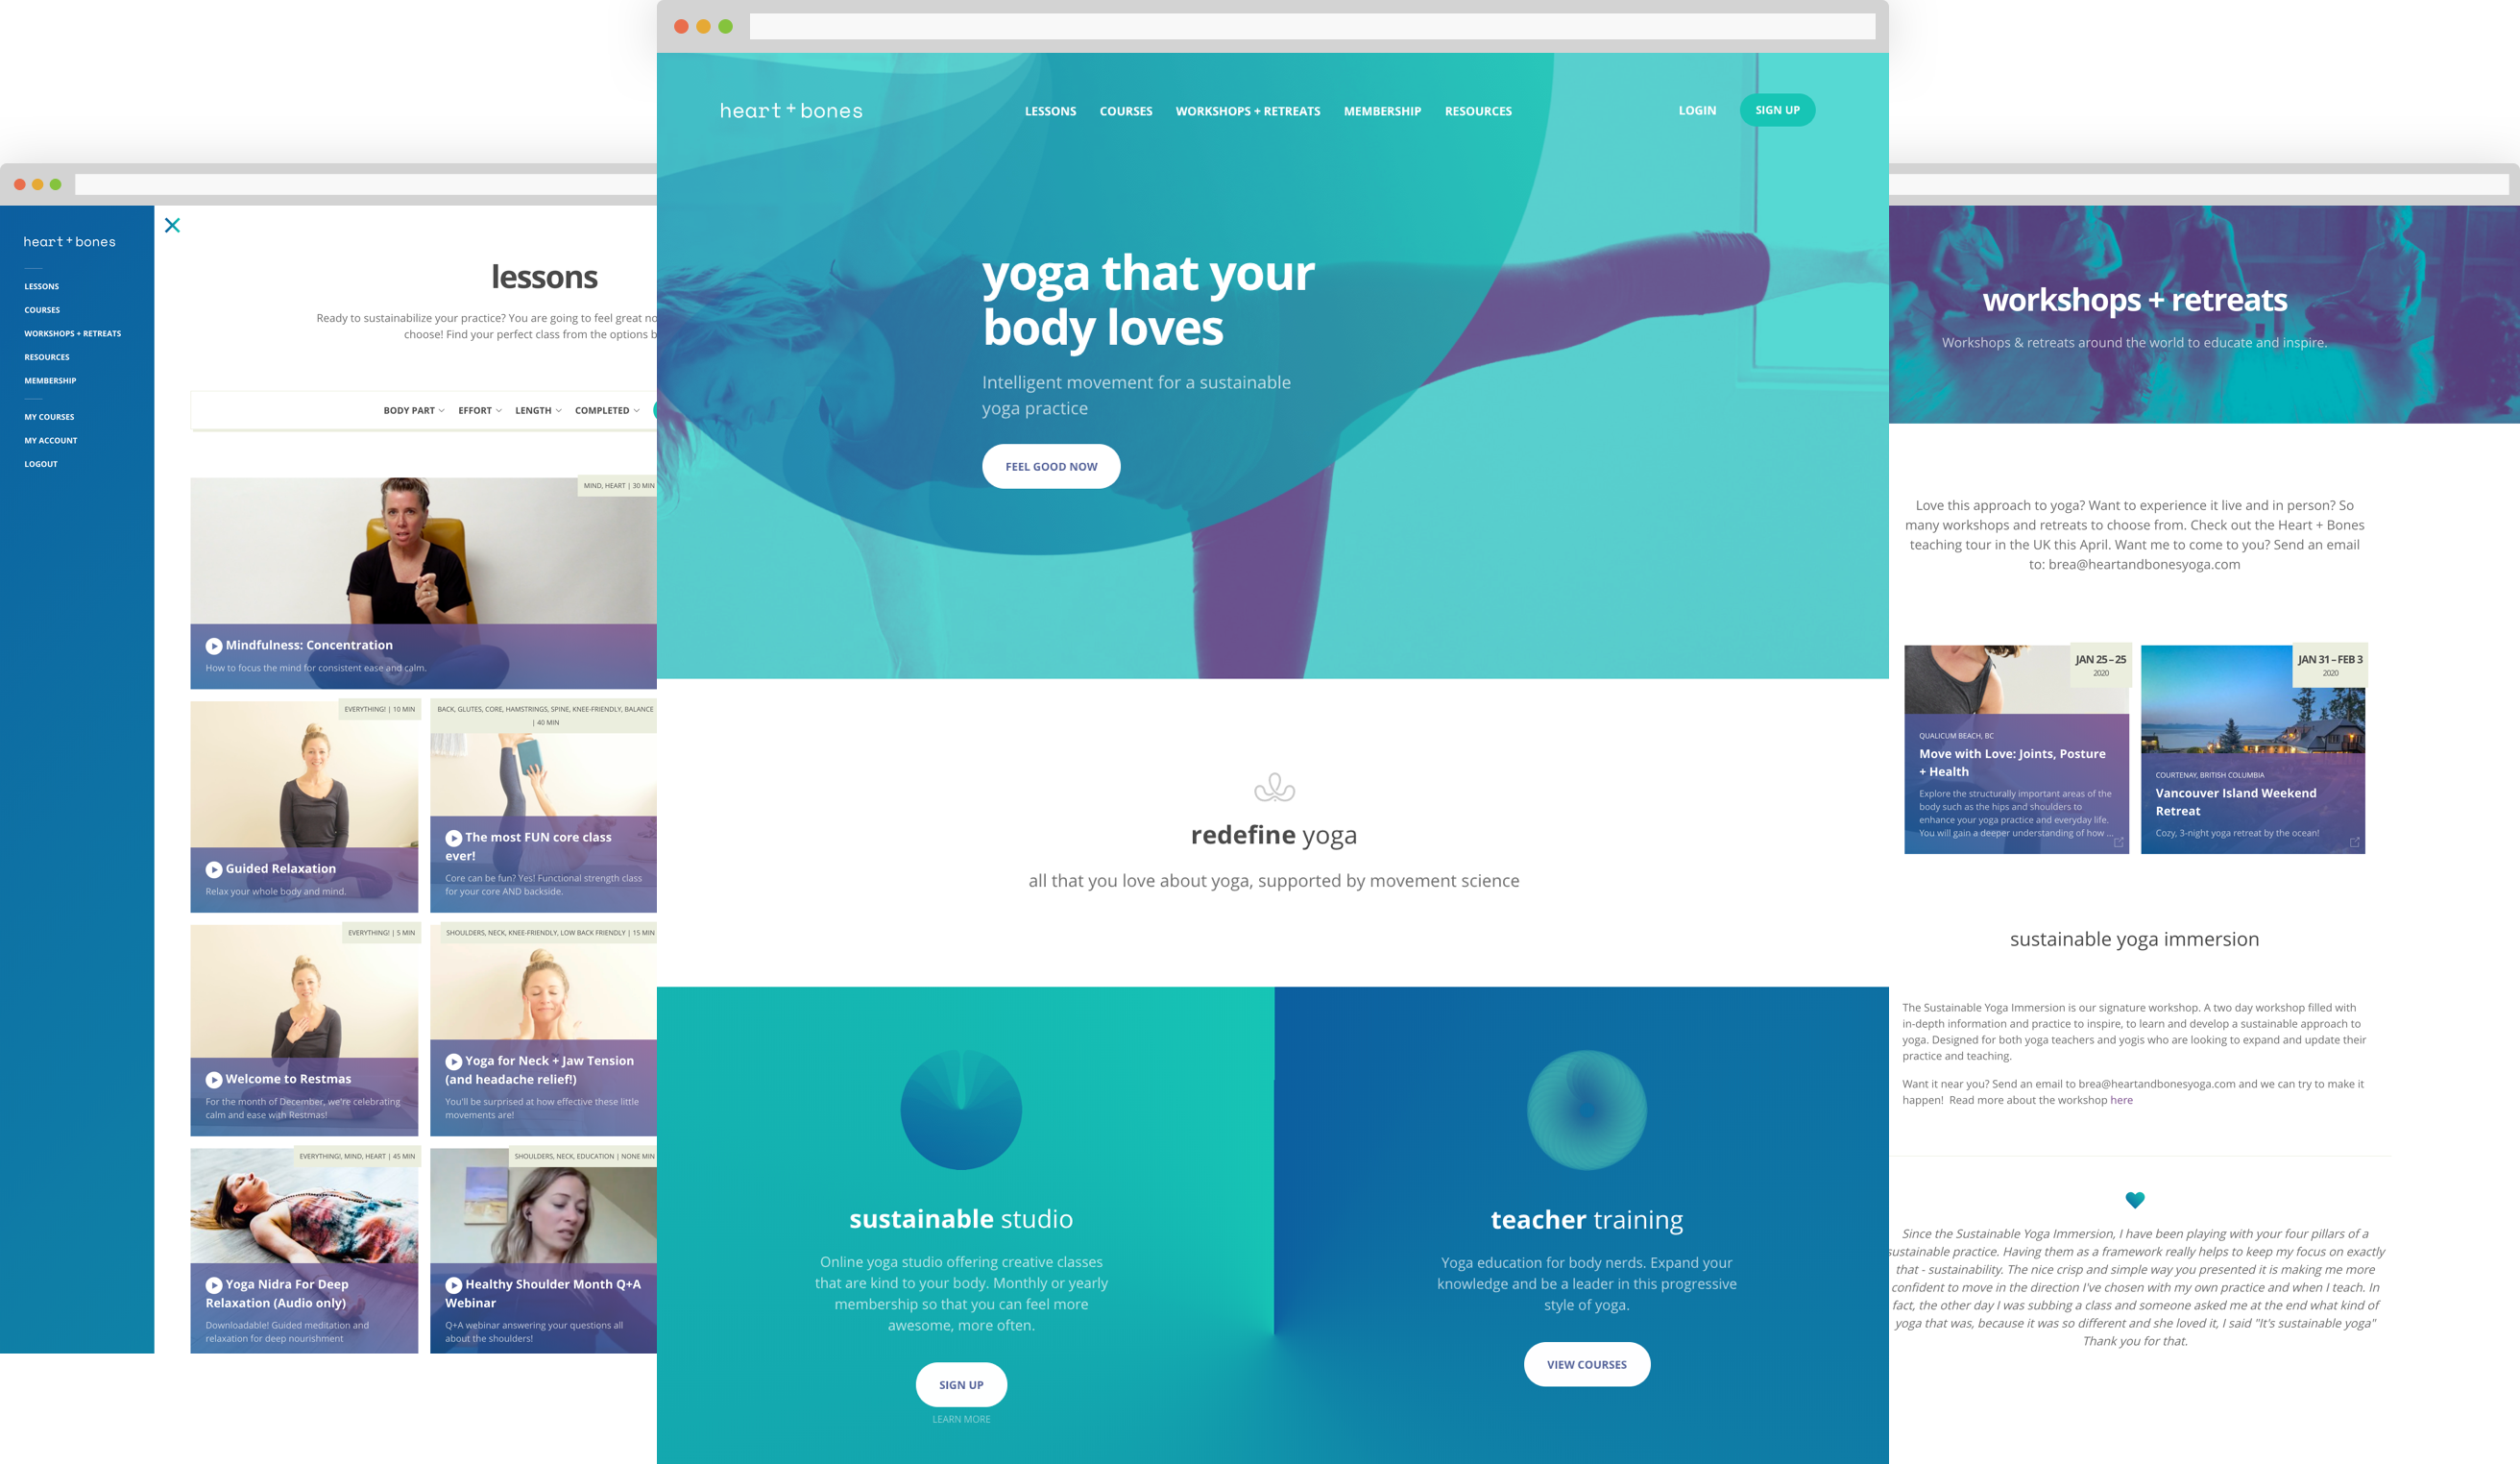 heart + bones
LESSONS
COURSES
WORKSHOPS + RETREATS
RESOURCES
MEMBERSHIP
MY COURSES
MY ACCOUNT
LOGOUT
lessons
Ready to sustainabilize your practice? You are going to feel great
choose! Find your perfect class from the options
BODY PART
EFFORT
LENGTH
COMPLETED
MIND, HEART | 30 MIN
Mindfulness: Concentration
How to focus the mind for consistent ease and calm.
EVERYTHING! | 10 MIN
Guided Relaxation
Relax your whole body and mind.
BACK, GLUTES, CORE, HAMSTRINGS, SPINE, KNEE-FRIENDLY, BALANCE
| 40 MIN
The most FUN core class
ever!
Core can be fun? Yes! Functional strength class
for your core AND backside.
EVERYTHING! | 5 MIN
Welcome to Restmas
For the month of December, we're celebrating
calm and ease with Restmas!
SHOULDERS, NECK, KNEE-FRIENDLY, LOW BACK FRIENDLY | 15 MIN
Yoga for Neck + Jaw Tension
(and headache relief!)
You'll be surprised at how effective these little
movements are!
EVERYTHING!, MIND, HEART | 45 MIN
Yoga Nidra For Deep
Relaxation (Audio only)
Downloadable! Guided meditation and
relaxation for deep nourishment
SHOULDERS, NECK, EDUCATION | NONE MIN
Healthy Shoulder Month Q+A
Webinar
Q+A webinar answering your questions all
about the shoulders!
heart + bones
LESSONS
COURSES
WORKSHOPS + RETREATS
MEMBERSHIP
RESOURCES
LOGIN
SIGN UP
yoga that your
body loves
Intelligent movement for a sustainable
yoga practice
FEEL GOOD NOW
redefine yoga
all that you love about yoga, supported by movement science
sustainable studio
Online yoga studio offering creative classes
that are kind to your body. Monthly or yearly
membership so that you can feel more
awesome, more often.
SIGN UP
LEARN MORE
teacher training
Yoga education for body nerds. Expand your
knowledge and be a leader in this progressive
style of yoga.
VIEW COURSES
workshops + retreats
Workshops & retreats around the world to educate and inspire.
Love this approach to yoga? Want to experience it live and in person? So
many workshops and retreats to choose from. Check out the Heart + Bones
teaching tour in the UK this April. Want me to come to you? Send an email
to: brea@heartandbonesyoga.com
JAN 25–25
2020
QUALICUM BEACH, BC
Move with Love: Joints, Posture
+ Health
Explore the structurally important areas of the
body such as the hips and shoulders to
enhance your yoga practice and everyday life.
You will gain a deeper understanding of how ...
JAN 31–FEB 3
2020
COURTENAY, BRITISH COLUMBIA
Vancouver Island Weekend
Retreat
Cozy, 3-night yoga retreat by the ocean!
sustainable yoga immersion
The Sustainable Yoga Immersion is our signature workshop. A two day workshop filled with
in-depth information and practice to inspire, to learn and develop a sustainable approach to
yoga. Designed for both yoga teachers and yogis who are looking to expand and update their
practice and teaching.
Want it near you? Send an email to brea@heartandbonesyoga.com and we can try to make it
happen! Read more about the workshop here
Since the Sustainable Yoga Immersion, I have been playing with your four pillars of a
sustainable practice. Having them as a framework really helps to keep my focus on exactly
that - sustainability. The nice crisp and simple way you presented it is making me more
confident to move in the direction I've chosen with my own practice and when I teach. In
fact, the other day I was subbing a class and someone asked me at the end what kind of
yoga that was, because it was so different and she loved it, I said "It's sustainable yoga"
Thank you for that.